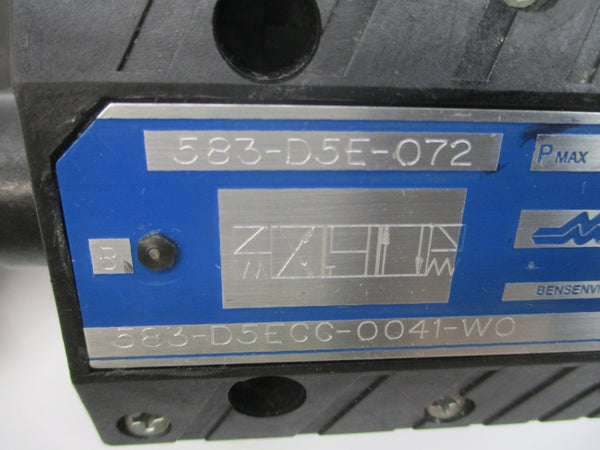 583-D5E-072
PMAX
B
BENSENV
583-D5ECC-0041-WO